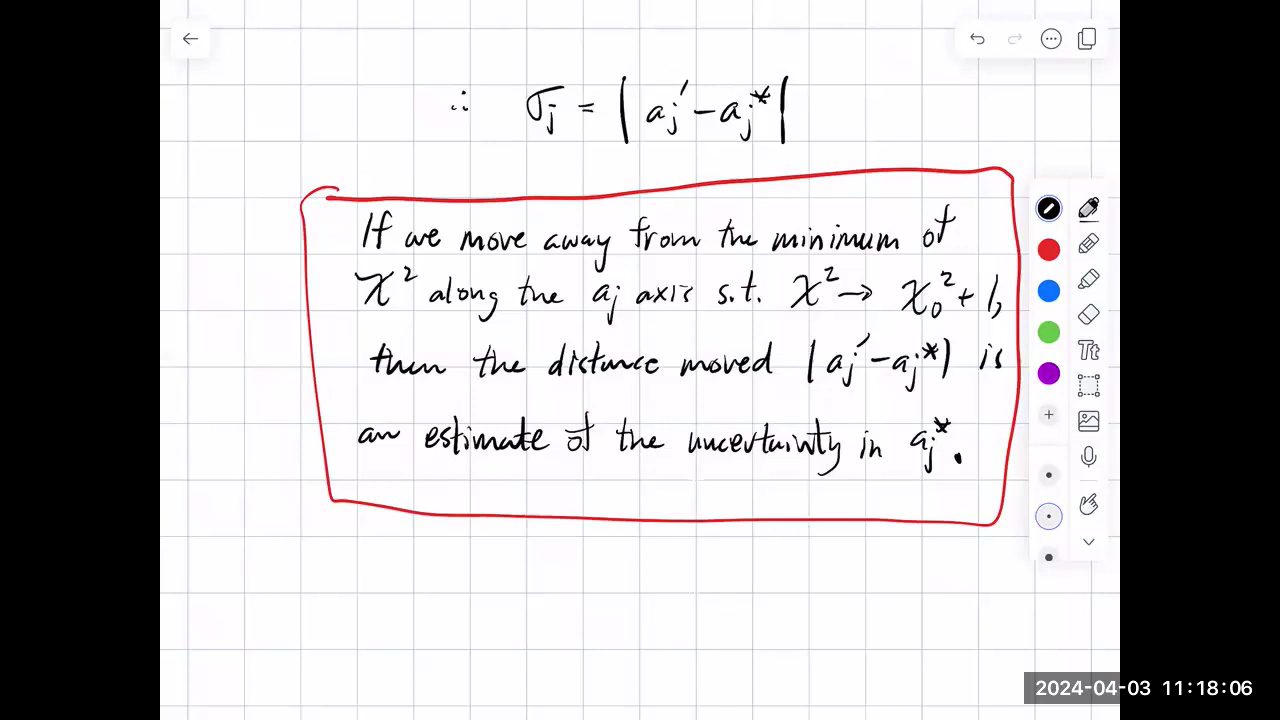 ∴ σj = | aj′ − aj* |
If we move away from the minimum of
χ² along the aj axis s.t. χ² → χ₀² + 1,
then the distance moved |aj′ − aj*| is
an estimate of the uncertainty in aj*.
Tt
2024-04-03 11:18:06